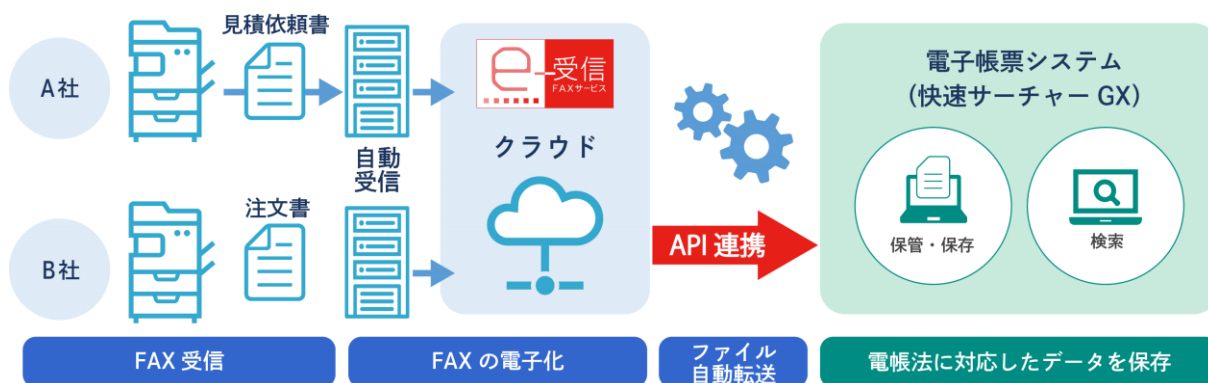 A社
見積依頼書
e-受信
FAXサービス
クラウド
自動
受信
B社
注文書
API 連携
電子帳票システム
(快速サーチャー GX)
保管・保存
検索
FAX 受信
FAX の電子化
ファイル
自動転送
電帳法に対応したデータを保存